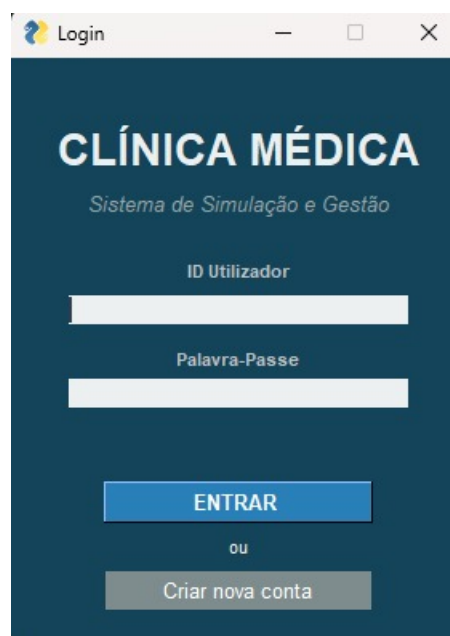 Login
CLÍNICA MÉDICA
Sistema de Simulação e Gestão
ID Utilizador
Palavra-Passe
ENTRAR
ou
Criar nova conta